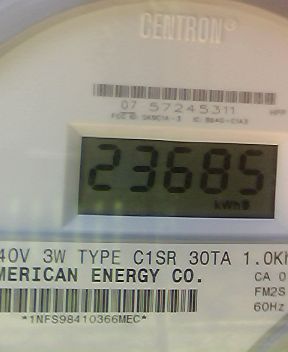 CENTRON®
07 57245311
23685
kWh
40V 3W TYPE C1SR 30TA 1.0Kh
MERICAN ENERGY CO.
CA 0
FM2S
60Hz
*1NFS98410366MEC*